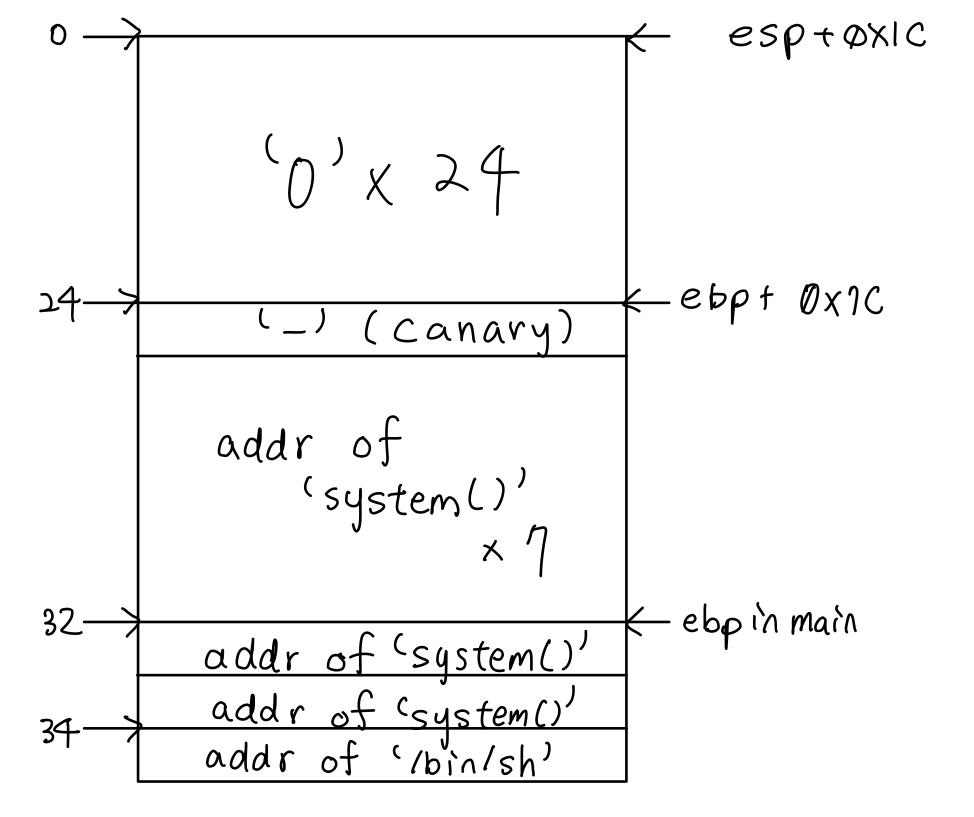 0 esp+0X1C
'0' x 24
24 ebp+ 0X7C
'_' (canary)
addr of
'system()'
x 7
32 ebp in main
addr of 'system()'
addr of 'system()'
34
addr of '/bin/sh'